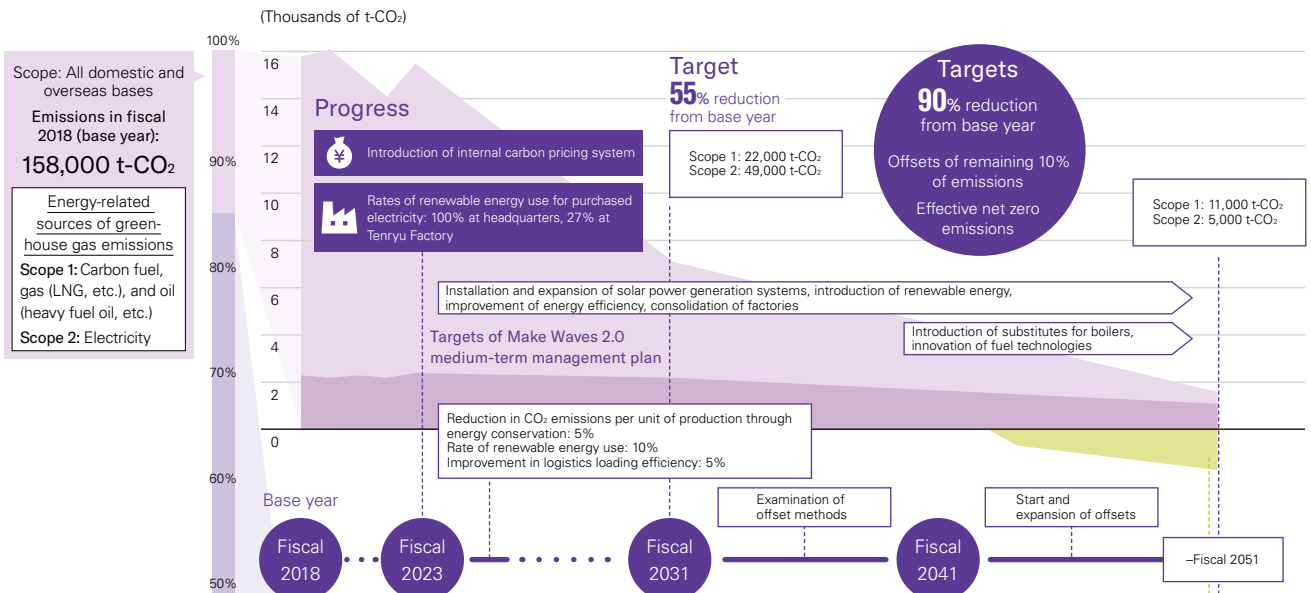 (Thousands of t-CO₂)
100%
90%
80%
70%
60%
50%
Scope: All domestic and
overseas bases
Emissions in fiscal
2018 (base year):
158,000 t-CO₂
Energy-related
sources of green-
house gas emissions
Scope 1: Carbon fuel,
gas (LNG, etc.), and oil
(heavy fuel oil, etc.)
Scope 2: Electricity
16
14
12
10
8
6
4
2
0
Progress
Introduction of internal carbon pricing system
Rates of renewable energy use for purchased
electricity: 100% at headquarters, 27% at
Tenryu Factory
Target
55% reduction
from base year
Scope 1: 22,000 t-CO₂
Scope 2: 49,000 t-CO₂
Targets
90% reduction
from base year
Offsets of remaining 10%
of emissions
Effective net zero
emissions
Scope 1: 11,000 t-CO₂
Scope 2: 5,000 t-CO₂
Installation and expansion of solar power generation systems, introduction of renewable energy,
improvement of energy efficiency, consolidation of factories
Introduction of substitutes for boilers,
innovation of fuel technologies
Targets of Make Waves 2.0
medium-term management plan
Reduction in CO₂ emissions per unit of production through
energy conservation: 5%
Rate of renewable energy use: 10%
Improvement in logistics loading efficiency: 5%
Examination of
offset methods
Start and
expansion of offsets
Base year
Fiscal
2018
Fiscal
2023
Fiscal
2031
Fiscal
2041
–Fiscal 2051